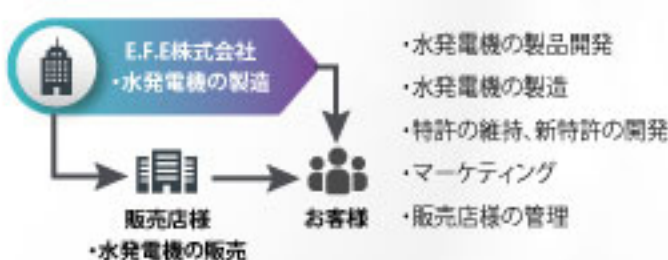 E.F.E株式会社
・水発電機の製造
販売店様
・水発電機の販売
お客様
・水発電機の製品開発
・水発電機の製造
・特許の維持、新特許の開発
・マーケティング
・販売店様の管理